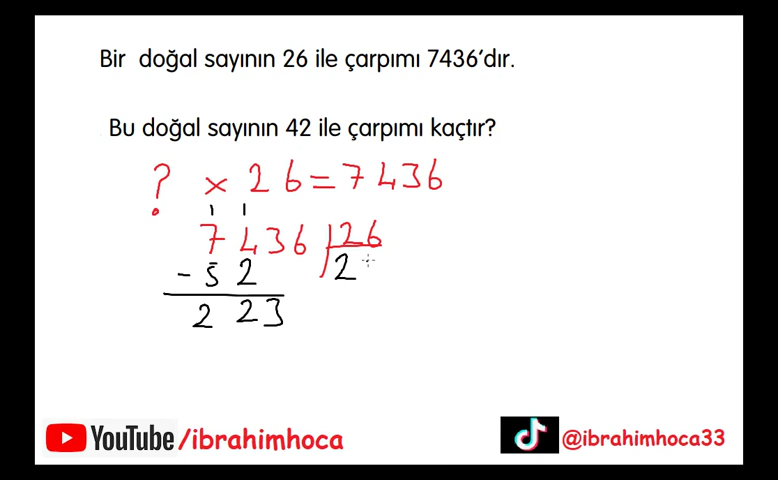 Bir doğal sayının 26 ile çarpımı 7436'dır.
Bu doğal sayının 42 ile çarpımı kaçtır?
? x 26 = 7436
7436 | 26
- 52 2
223
YouTube/ibrahimhoca
@ibrahimhoca33